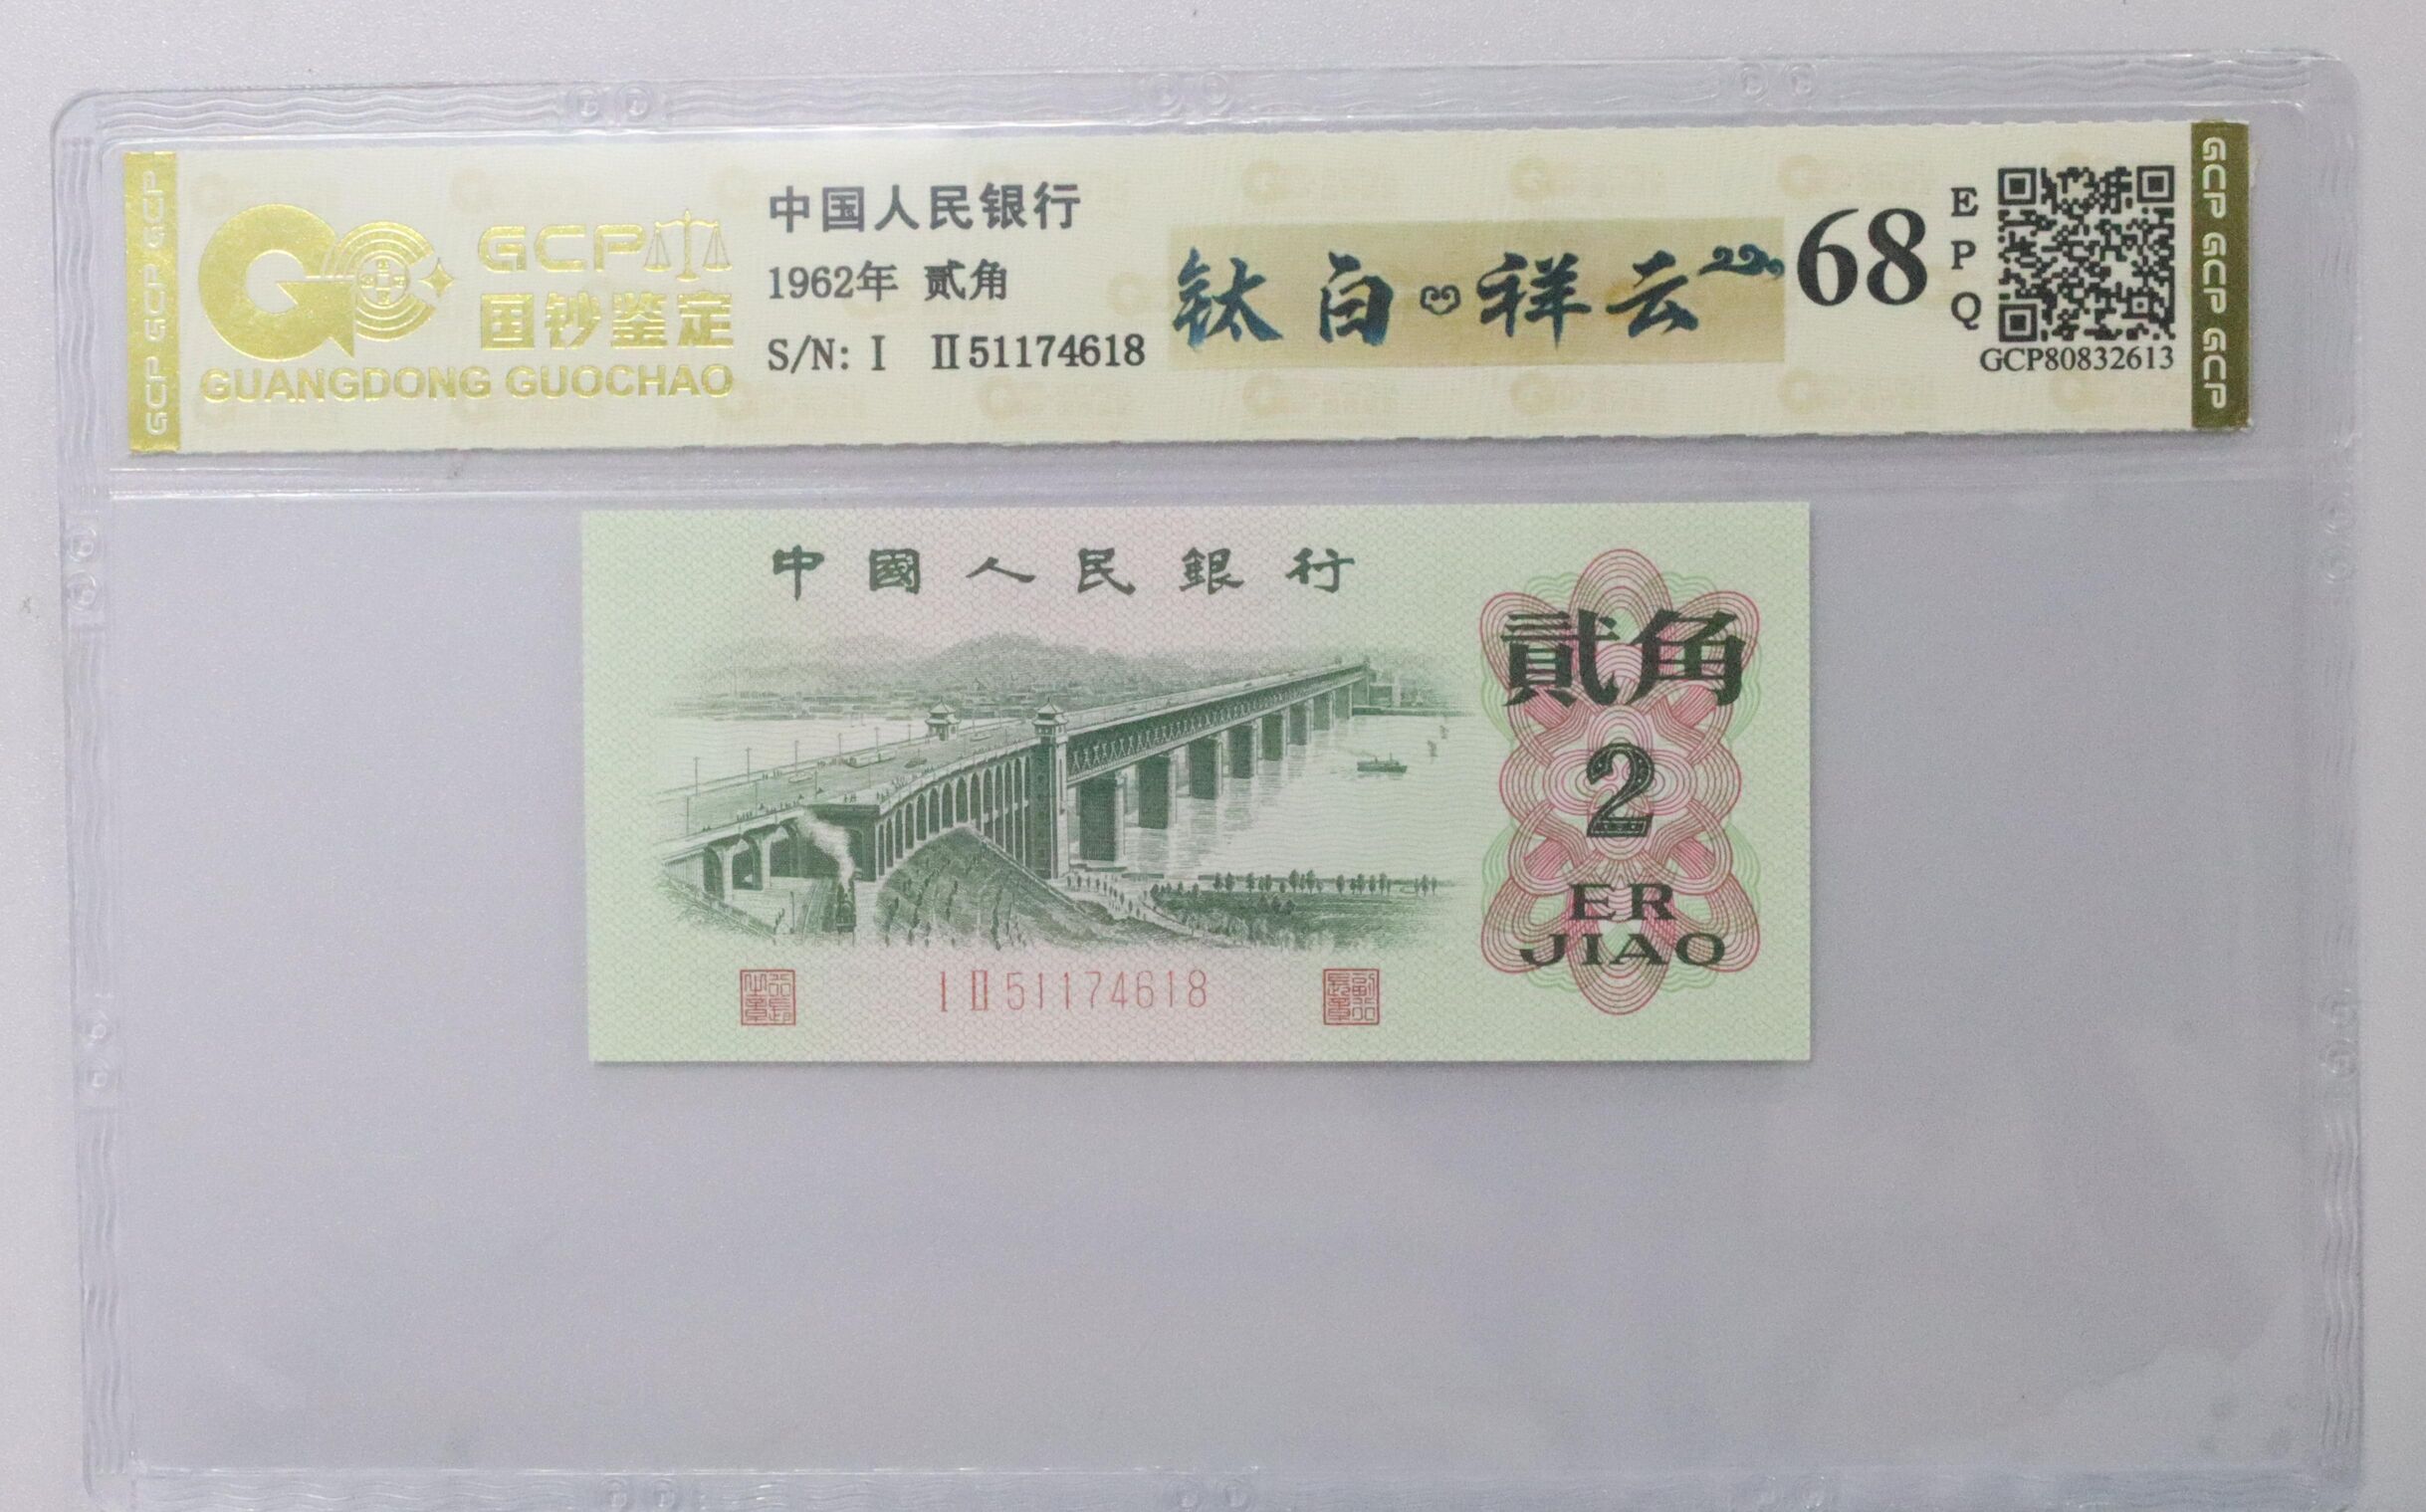 GCP GCP GCP
GCP
国钞鉴定
GUANGDONG GUOCHAO
中国人民银行
1962年 贰角
S/N: I II51174618
钛白 祥云
68
E
P
Q
GCP80832613
GCP GCP GCP
中國人民銀行
貳角
2
ER
JIAO
I II 51174618